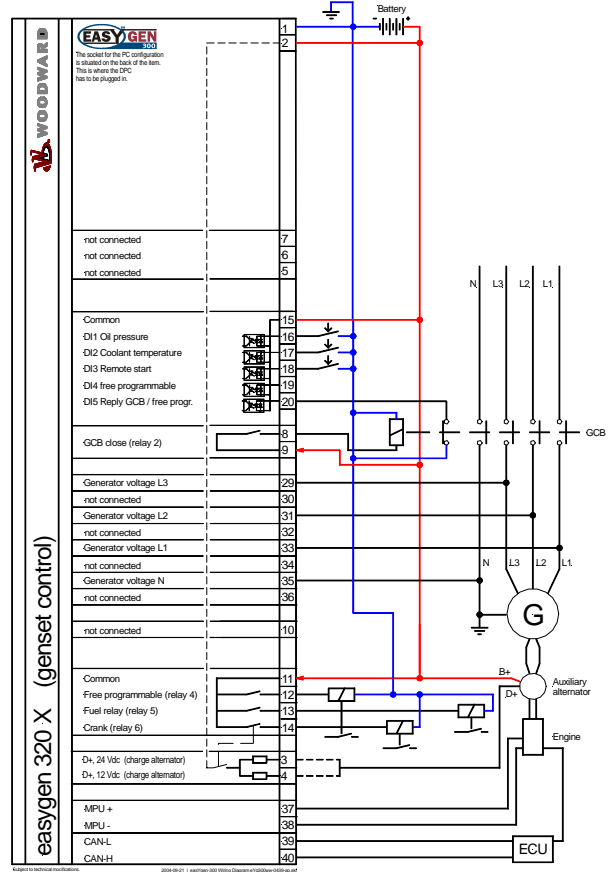 WOODWARD
easygen 320 X (genset control)
EASY GEN
300
The socket for the PC configuration
is situated on the back of the item.
This is where the DPC
has to be plugged in.
1
2
Battery
- +
not connected 7
not connected 6
not connected 5
N L3 L2 L1
Common 15
DI1 Oil pressure 16
DI2 Coolant temperature 17
DI3 Remote start 18
DI4 free programmable 19
DI5 Reply GCB / free progr. 20
GCB close (relay 2) 8
9
GCB
Generator voltage L3 29
not connected 30
Generator voltage L2 31
not connected 32
Generator voltage L1 33
not connected 34
Generator voltage N 35
not connected 36
N L3 L2 L1
G
not connected 10
Common 11
Free programmable (relay 4) 12
Fuel relay (relay 5) 13
Crank (relay 6) 14
B+
D+
Auxiliary
alternator
Engine
D+, 24 Vdc (charge alternator) 3
D+, 12 Vdc (charge alternator) 4
MPU + 37
MPU - 38
CAN-L 39
CAN-H 40
ECU
Subject to technical modifications.